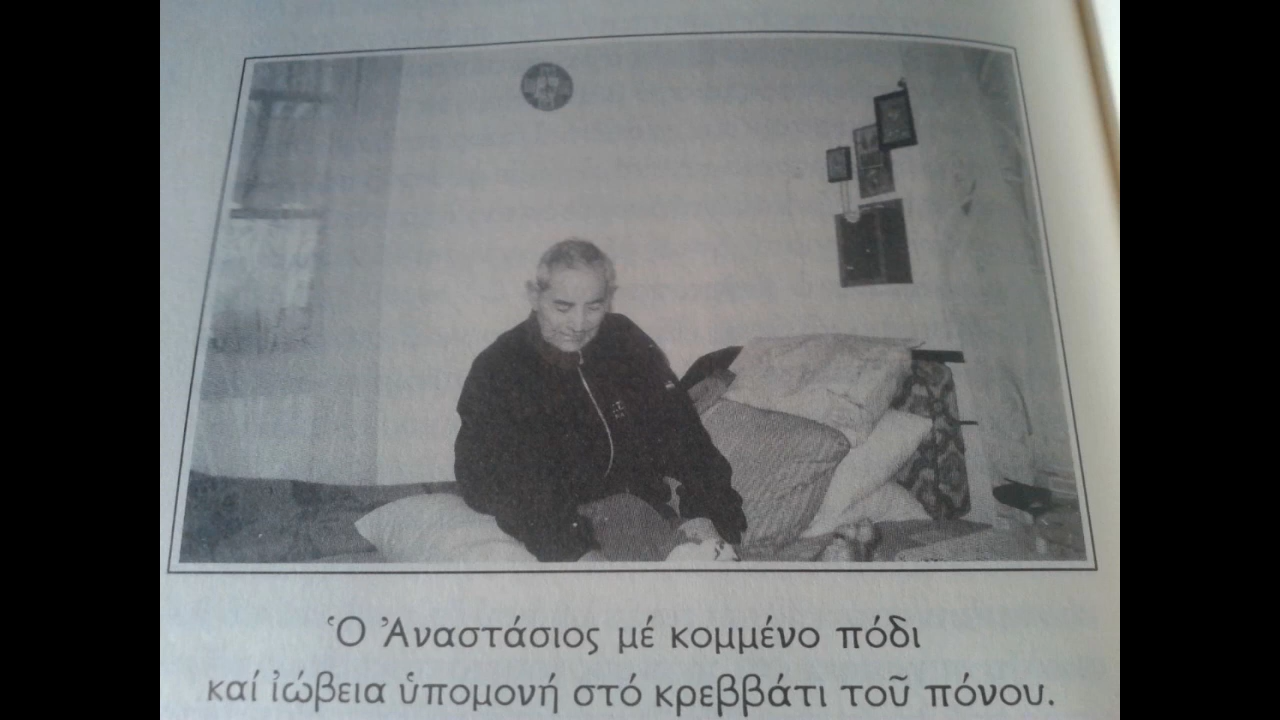 Ὁ Ἀναστάσιος μέ κομμένο πόδι
καί ἰώβεια ὑπομονή στό κρεββάτι τοῦ πόνου.